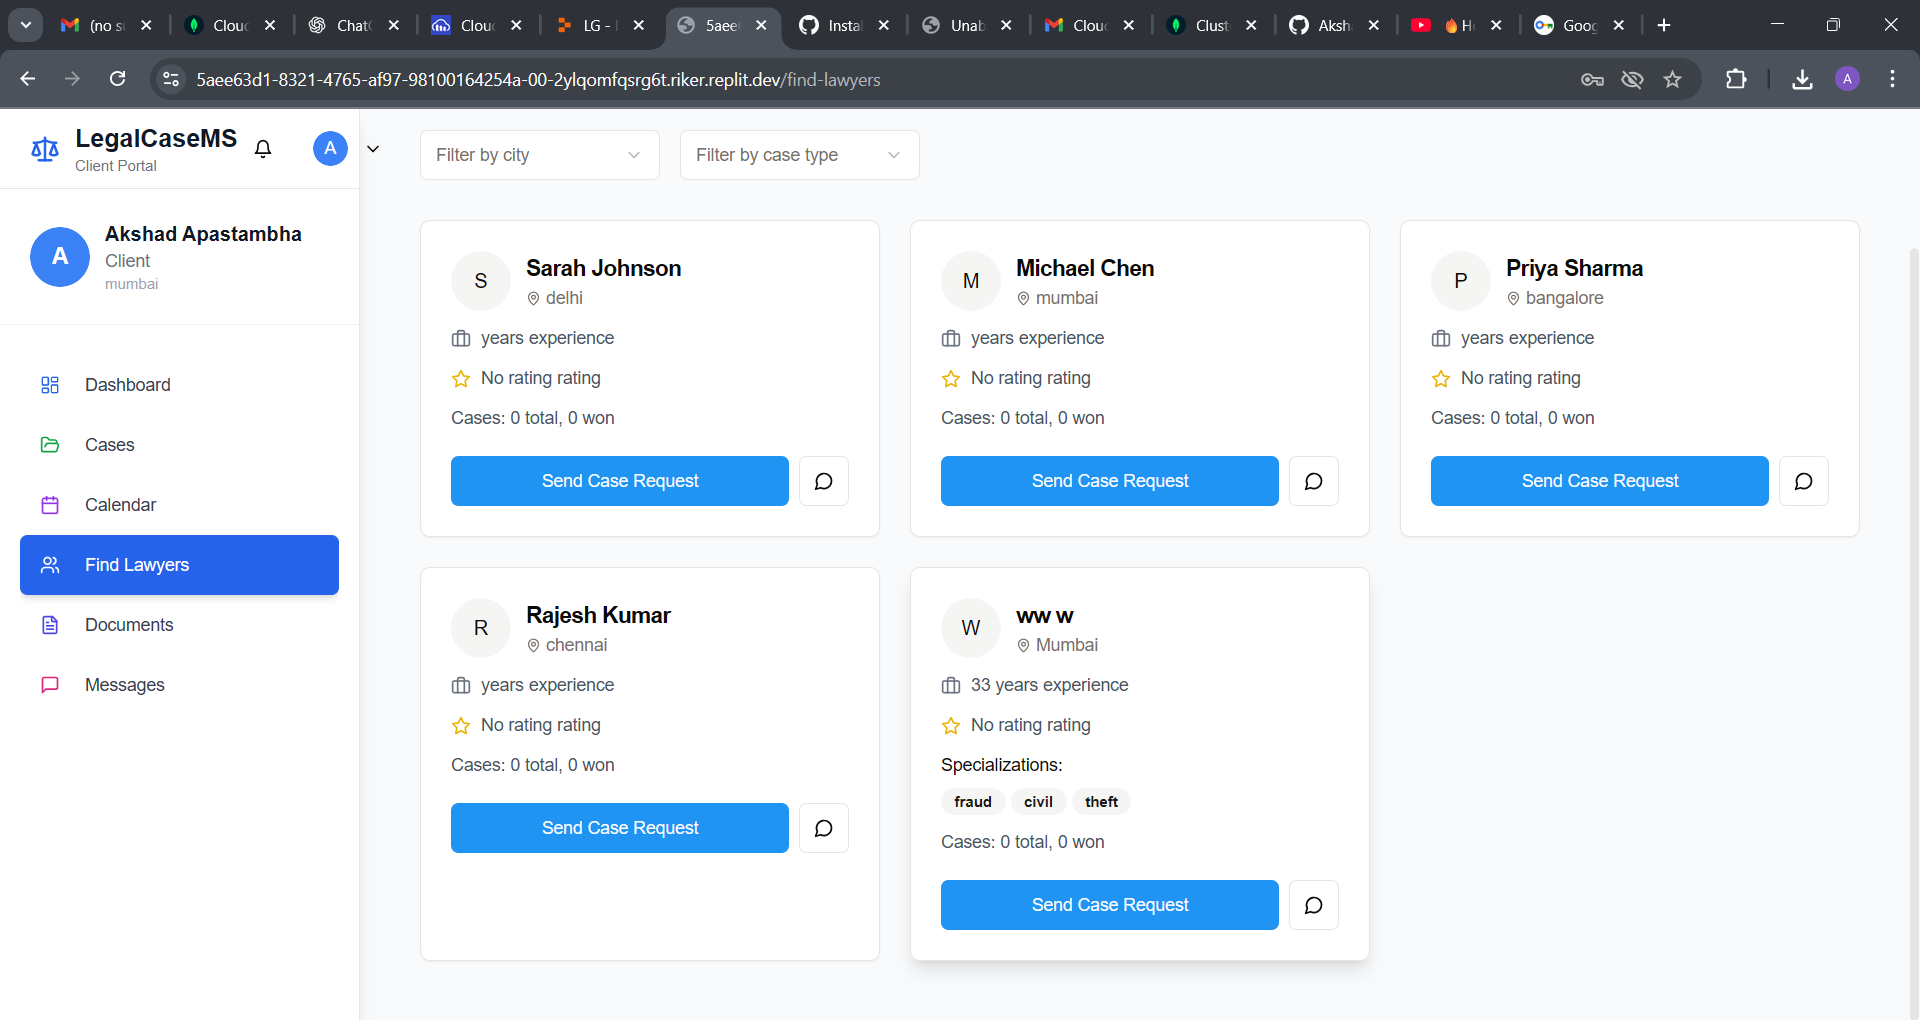 (no s
Clou
Chat
Clou
LG -
5aee
Insta
Unab
Clou
Clust
Aksh
H
Goog
5aee63d1-8321-4765-af97-98100164254a-00-2ylqomfqsrg6t.riker.replit.dev/find-lawyers
A
LegalCaseMS
Client Portal
A
A
Akshad Apastambha
Client
mumbai
Dashboard
Cases
Calendar
Find Lawyers
Documents
Messages
Filter by city
Filter by case type
S
Sarah Johnson
delhi
years experience
No rating rating
Cases: 0 total, 0 won
Send Case Request
M
Michael Chen
mumbai
years experience
No rating rating
Cases: 0 total, 0 won
Send Case Request
P
Priya Sharma
bangalore
years experience
No rating rating
Cases: 0 total, 0 won
Send Case Request
R
Rajesh Kumar
chennai
years experience
No rating rating
Cases: 0 total, 0 won
Send Case Request
W
ww w
Mumbai
33 years experience
No rating rating
Specializations:
fraud civil theft
Cases: 0 total, 0 won
Send Case Request